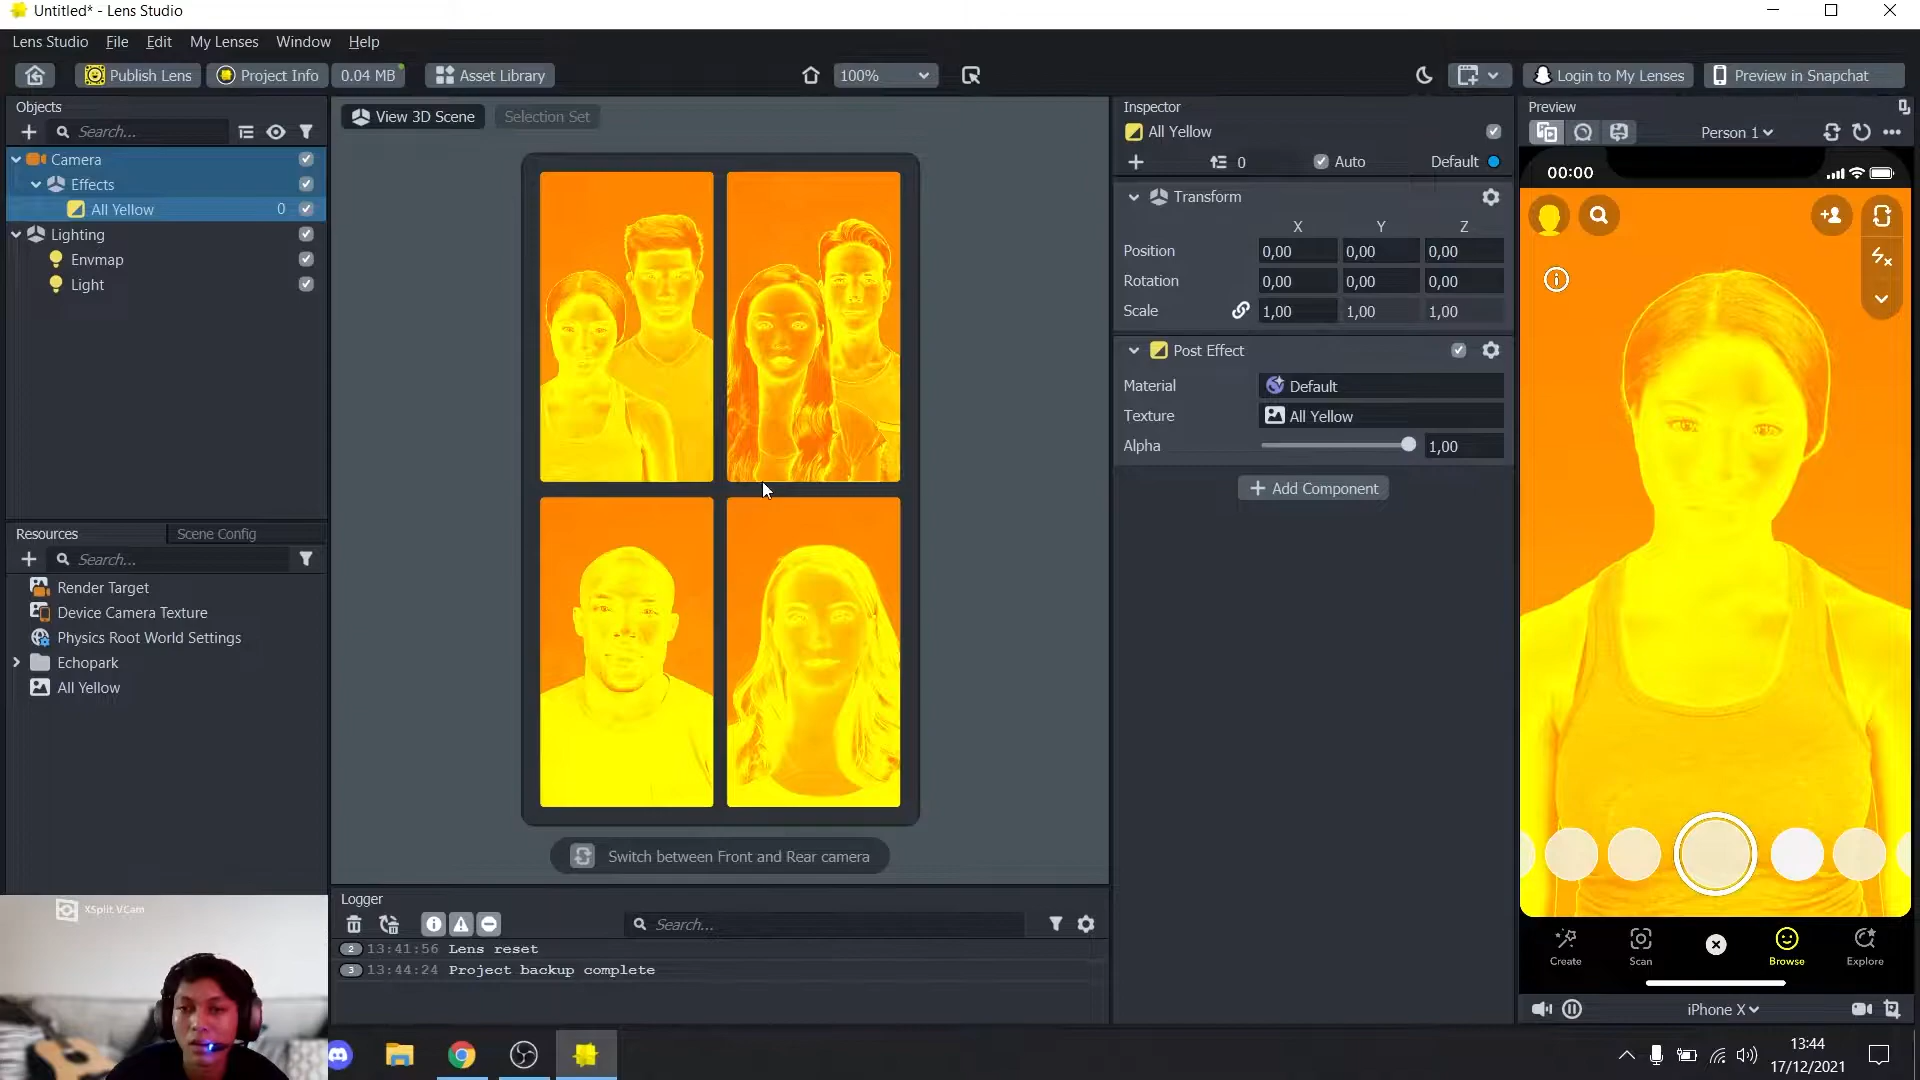 Untitled* - Lens Studio
Lens Studio File Edit My Lenses Window Help
Publish Lens Project Info 0.04 MB Asset Library 100% Login to My Lenses Preview in Snapchat
Objects
Search...
Camera
Effects
All Yellow 0
Lighting
Envmap
Light
Resources Scene Config
Search...
Render Target
Device Camera Texture
Physics Root World Settings
Echopark
All Yellow
XSplit VCam
View 3D Scene Selection Set
Switch between Front and Rear camera
Logger
Search...
2 13:41:56 Lens reset
3 13:44:24 Project backup complete
Inspector
All Yellow
0 Auto Default
Transform
X Y Z
Position 0,00 0,00 0,00
Rotation 0,00 0,00 0,00
Scale 1,00 1,00 1,00
Post Effect
Material Default
Texture All Yellow
Alpha 1,00
+ Add Component
Preview
Person 1
00:00
Create Scan Browse Explore
iPhone X
13:44
17/12/2021